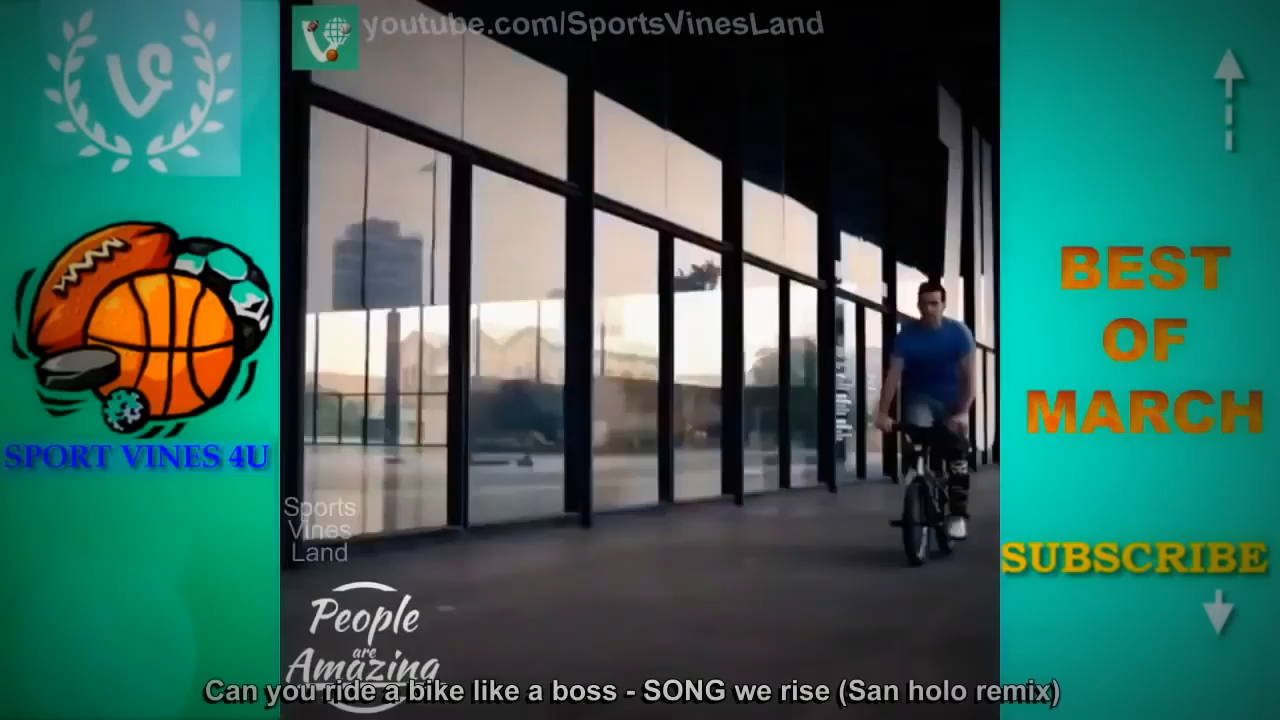 youtube.com/SportsVinesLand
BEST
OF
MARCH
SPORT VINES 4U
Sports
Vines
Land
SUBSCRIBE
People
are
Amazing
Can you ride a bike like a boss - SONG we rise (San holo remix)